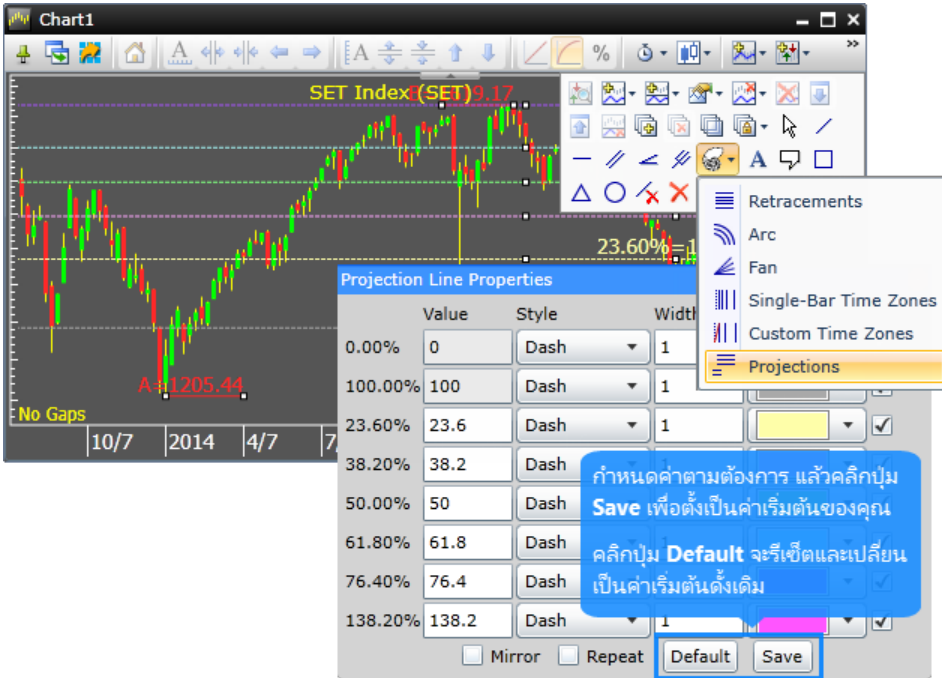 Chart1
A
A
%
SET Index (SET)
A
Retracements
Arc
Fan
Single-Bar Time Zones
Custom Time Zones
Projections
23.60%=1
A=1205.44
No Gaps
10/7 2014 4/7 7
Projection Line Properties
Value Style Width
0.00% 0 Dash 1
100.00% 100 Dash 1
23.60% 23.6 Dash 1
38.20% 38.2 Dash
50.00% 50 Dash
61.80% 61.8 Dash
76.40% 76.4 Dash
138.20% 138.2 Dash 1
กำหนดค่าตามต้องการ แล้วคลิกปุ่ม
Save เพื่อตั้งเป็นค่าเริ่มต้นของคุณ
คลิกปุ่ม Default จะรีเซ็ตและเปลี่ยน
เป็นค่าเริ่มต้นดั้งเดิม
Mirror Repeat Default Save